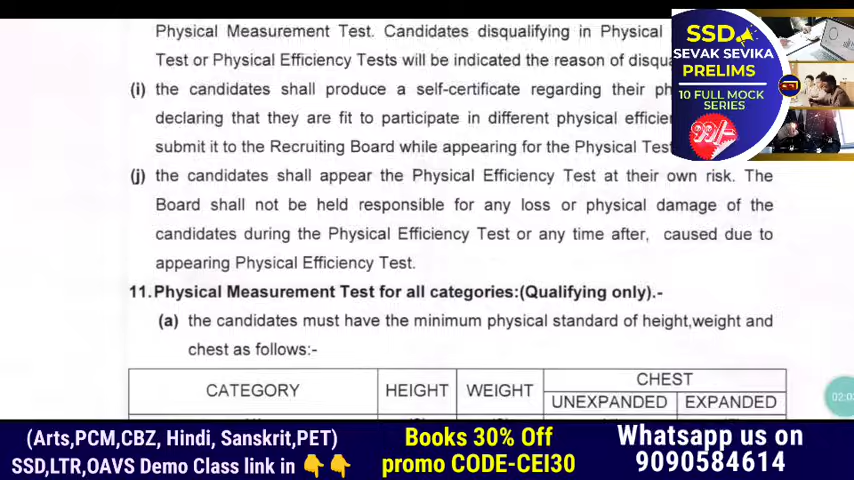 Physical Measurement Test. Candidates disqualifying in Physical
Test or Physical Efficiency Tests will be indicated the reason of
(i) the candidates shall produce a self-certificate regarding their
declaring that they are fit to participate in different physical
submit it to the Recruiting Board while appearing for the Physical
(j) the candidates shall appear the Physical Efficiency Test at their own risk. The
Board shall not be held responsible for any loss or physical damage of the
candidates during the Physical Efficiency Test or any time after, caused due to
appearing Physical Efficiency Test.
11. Physical Measurement Test for all categories:(Qualifying only).-
(a) the candidates must have the minimum physical standard of height,weight and
chest as follows:-
CATEGORY HEIGHT WEIGHT CHEST
UNEXPANDED EXPANDED
SSD
SEVAK SEVIKA
PRELIMS
10 FULL MOCK
SERIES
99/-
(Arts,PCM,CBZ, Hindi, Sanskrit,PET)
SSD,LTR,OAVS Demo Class link in 👇👇
Books 30% Off
promo CODE-CEI30
Whatsapp us on
9090584614